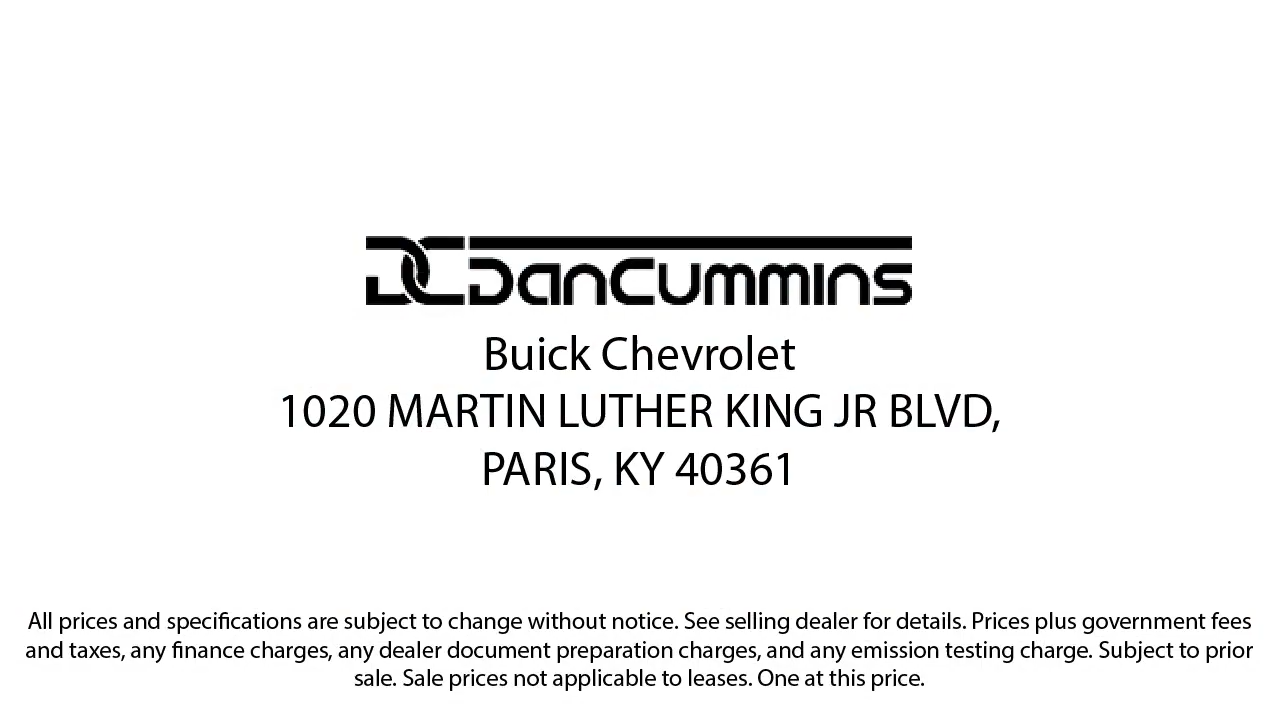 DC DanCummins
Buick Chevrolet
1020 MARTIN LUTHER KING JR BLVD,
PARIS, KY 40361
All prices and specifications are subject to change without notice. See selling dealer for details. Prices plus government fees
and taxes, any finance charges, any dealer document preparation charges, and any emission testing charge. Subject to prior
sale. Sale prices not applicable to leases. One at this price.